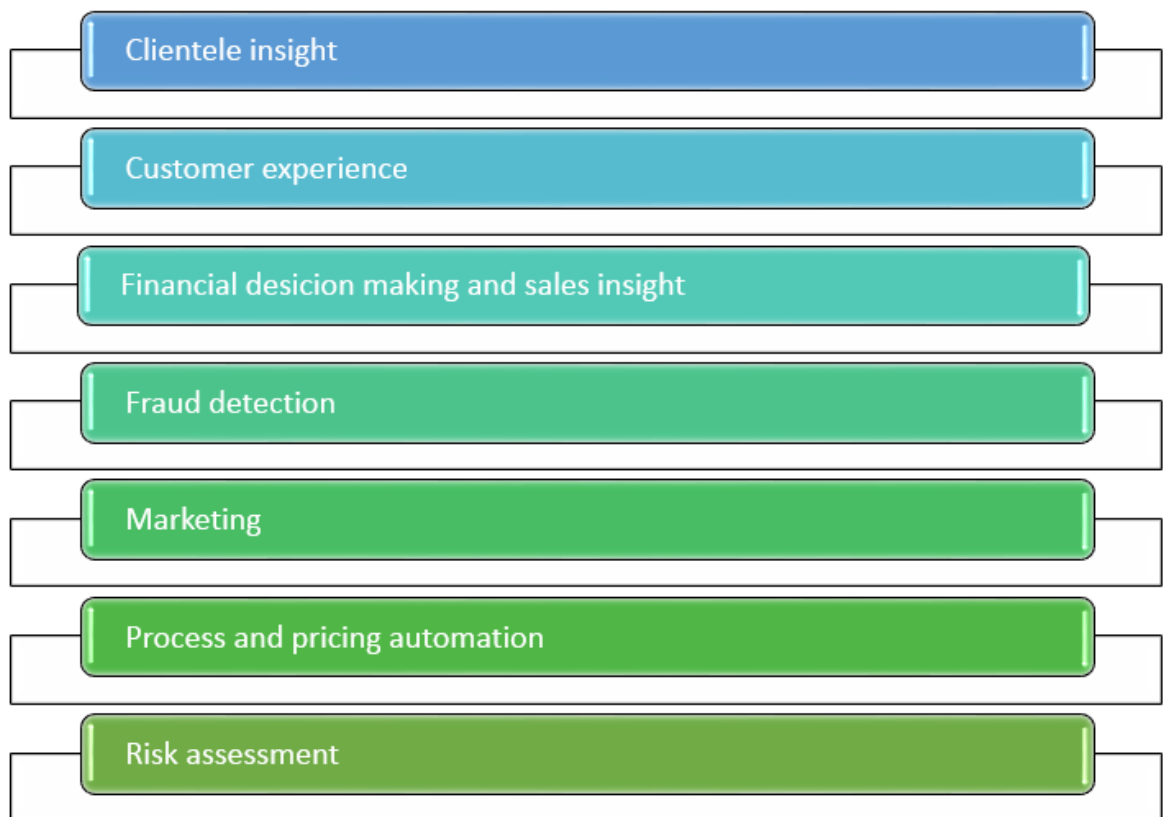 Clientele insight
Customer experience
Financial desicion making and sales insight
Fraud detection
Marketing
Process and pricing automation
Risk assessment